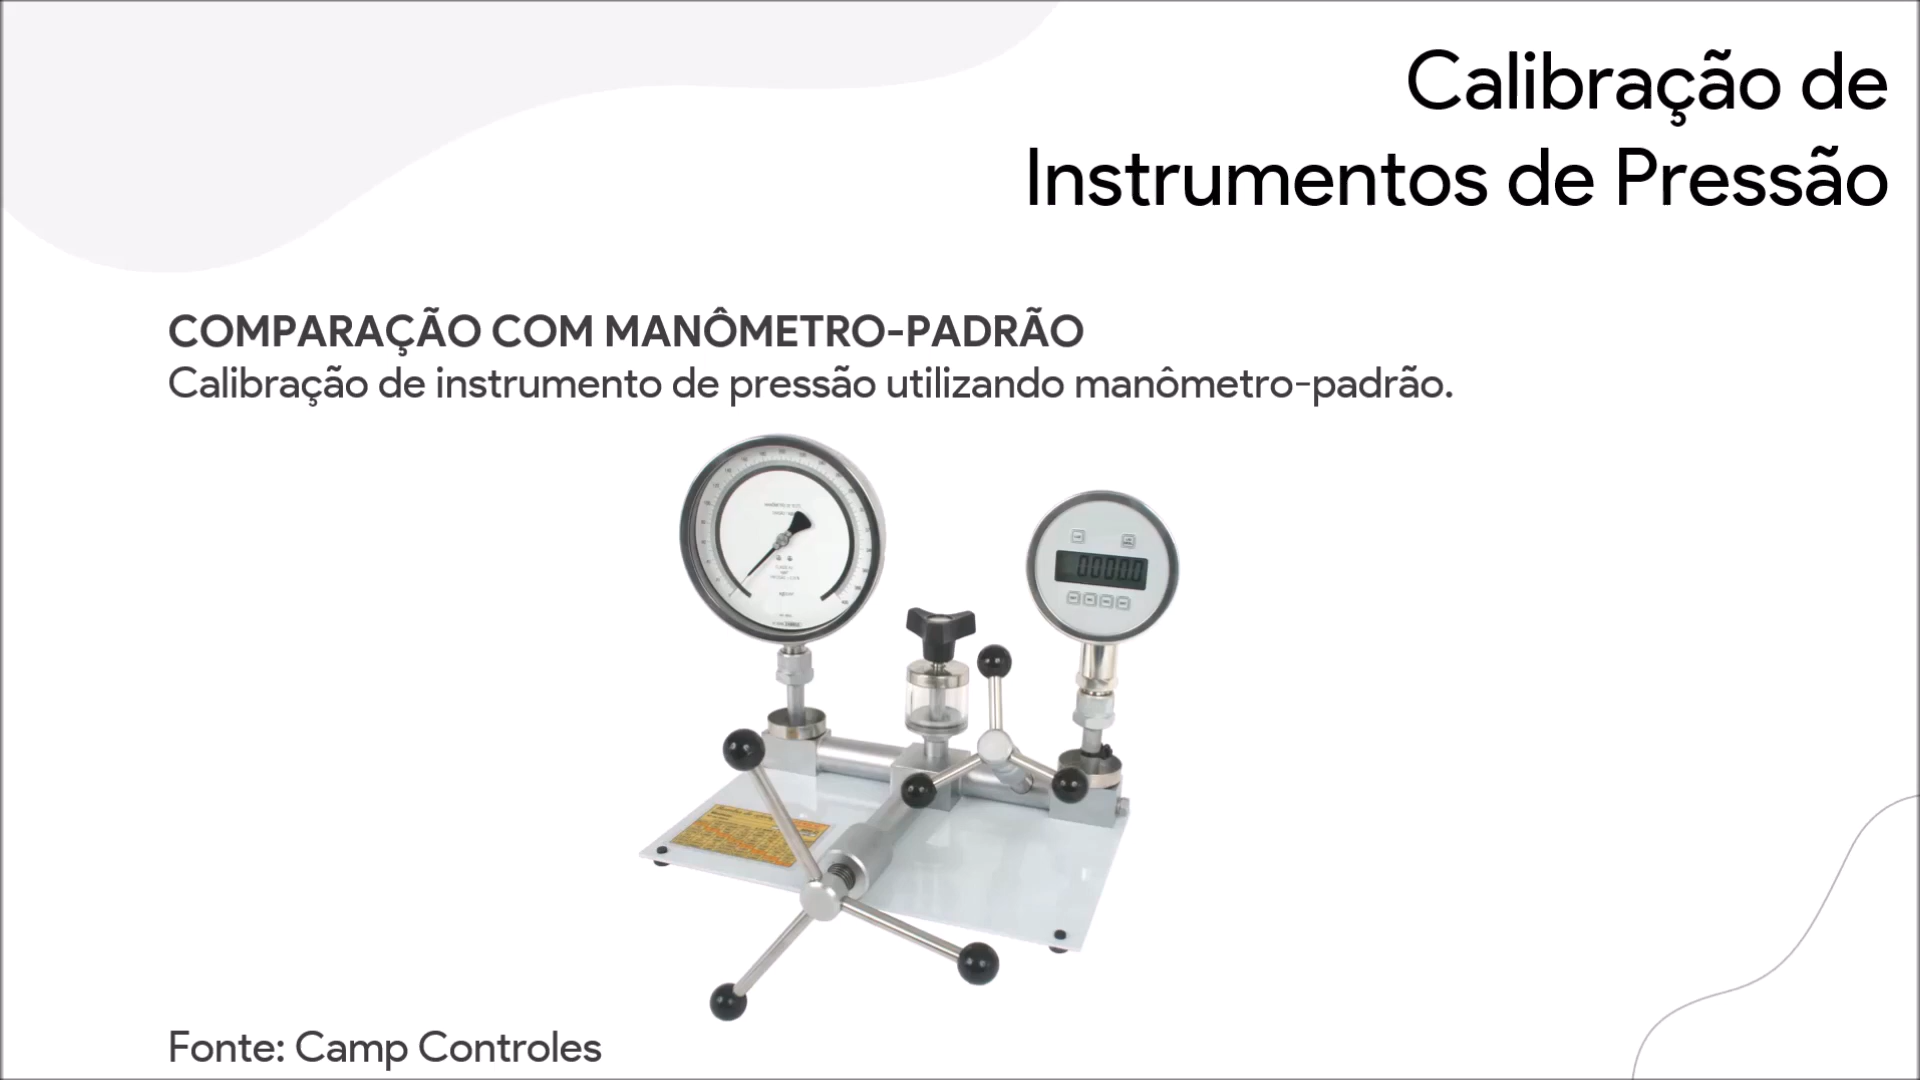 Calibração de
Instrumentos de Pressão
COMPARAÇÃO COM MANÔMETRO-PADRÃO
Calibração de instrumento de pressão utilizando manômetro-padrão.
00000
Fonte: Camp Controles